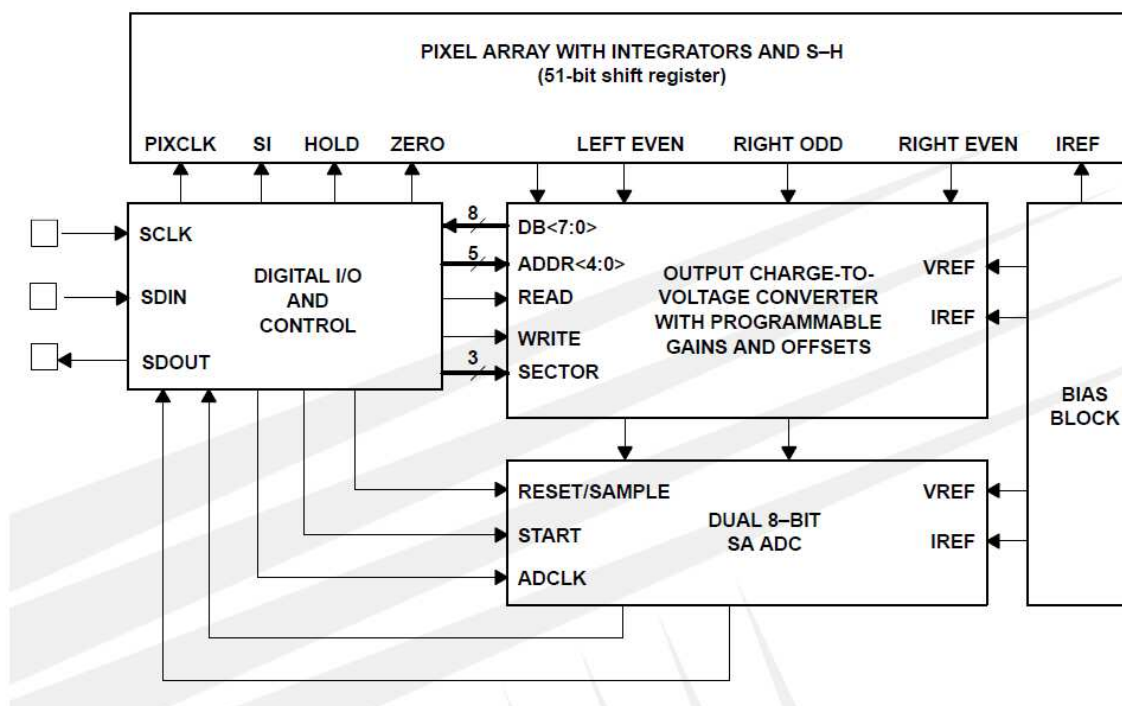 PIXEL ARRAY WITH INTEGRATORS AND S–H
(51-bit shift register)
PIXCLK SI HOLD ZERO LEFT EVEN RIGHT ODD RIGHT EVEN IREF
SCLK
SDIN
SDOUT
DIGITAL I/O
AND
CONTROL
8
5
3
DB<7:0>
ADDR<4:0>
READ
WRITE
SECTOR
OUTPUT CHARGE-TO-
VOLTAGE CONVERTER
WITH PROGRAMMABLE
GAINS AND OFFSETS
VREF
IREF
BIAS
BLOCK
RESET/SAMPLE
START
ADCLK
DUAL 8–BIT
SA ADC
VREF
IREF